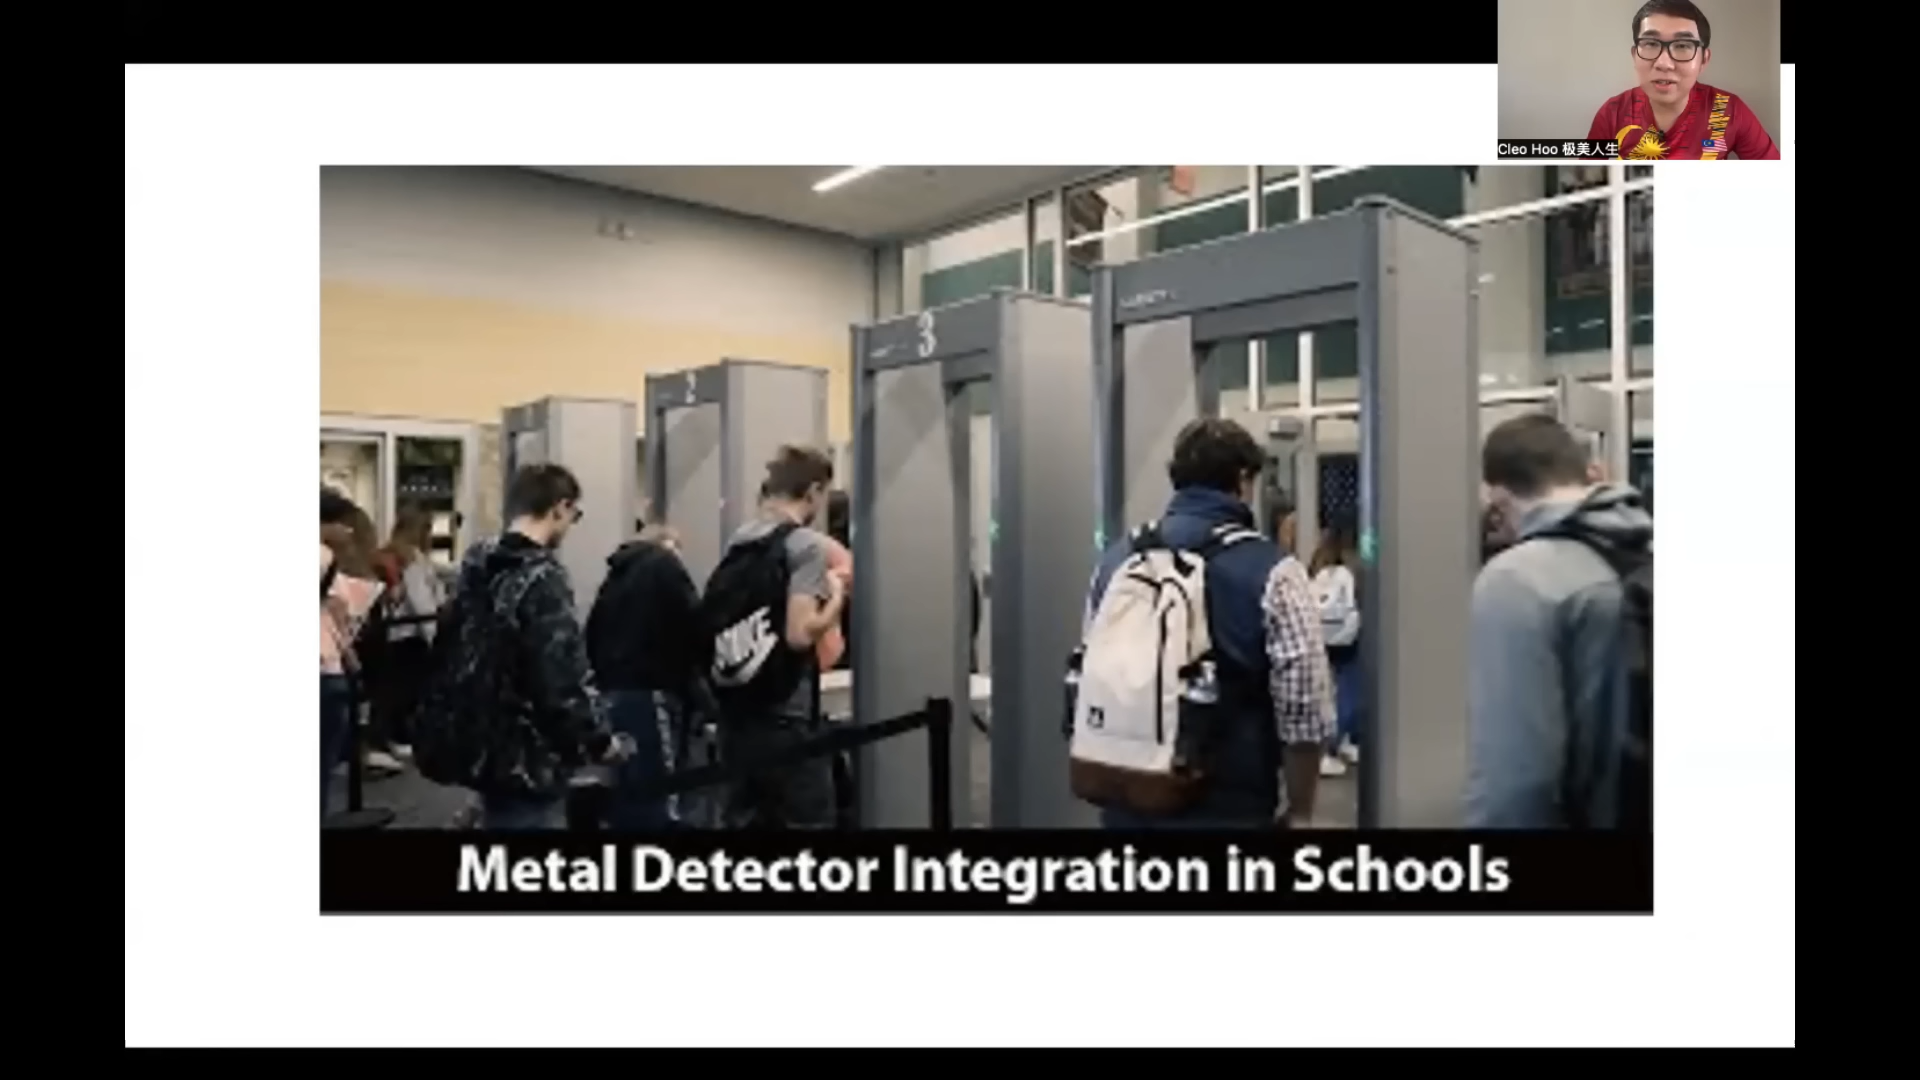 Cleo Hoo 极美人生
3
2
NIKE
Metal Detector Integration in Schools